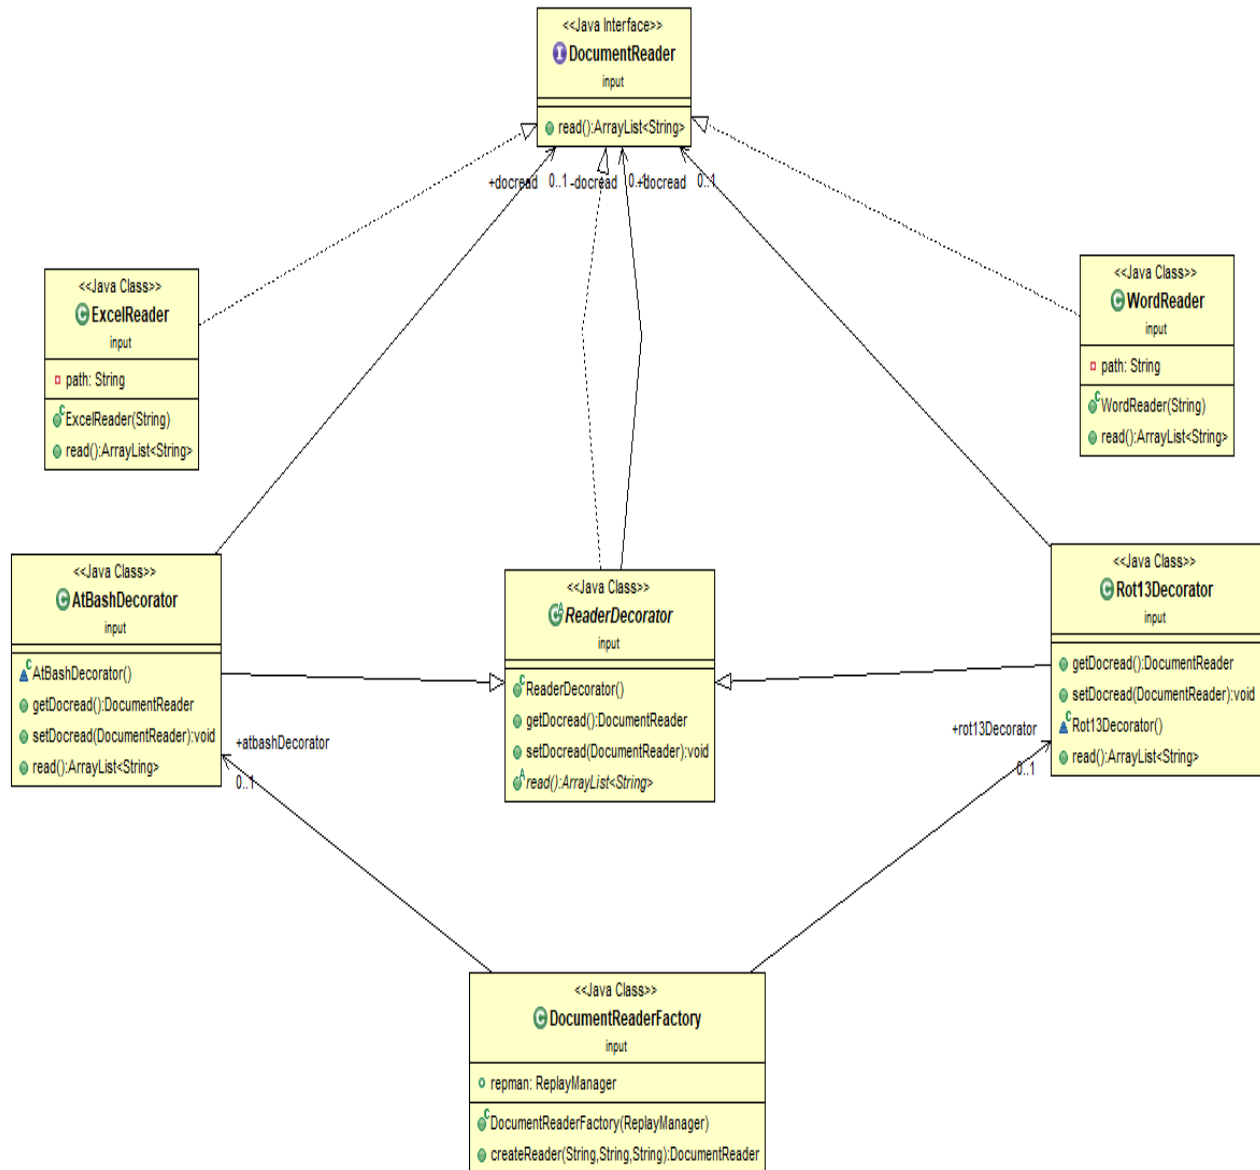 <<Java Interface>>
DocumentReader
input
read():ArrayList<String>
+docread 0..1 -docread 0..1 +docread 0..1
<<Java Class>>
ExcelReader
input
path: String
ExcelReader(String)
read():ArrayList<String>
<<Java Class>>
WordReader
input
path: String
WordReader(String)
read():ArrayList<String>
<<Java Class>>
AtBashDecorator
input
AtBashDecorator()
getDocread():DocumentReader
setDocread(DocumentReader):void
read():ArrayList<String>
<<Java Class>>
ReaderDecorator
input
ReaderDecorator()
getDocread():DocumentReader
setDocread(DocumentReader):void
read():ArrayList<String>
<<Java Class>>
Rot13Decorator
input
getDocread():DocumentReader
setDocread(DocumentReader):void
Rot13Decorator()
read():ArrayList<String>
+atbashDecorator
0..1
+rot13Decorator
0..1
<<Java Class>>
DocumentReaderFactory
input
repman: ReplayManager
DocumentReaderFactory(ReplayManager)
createReader(String,String,String):DocumentReader